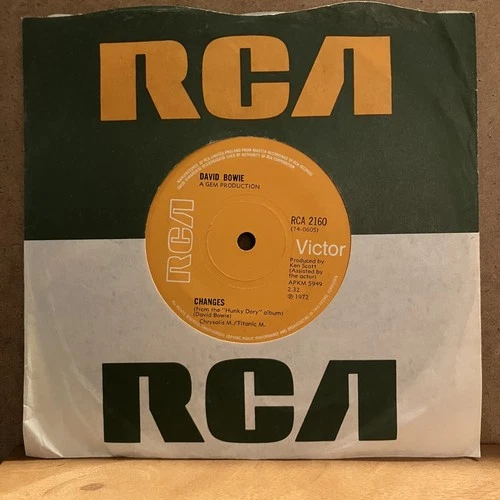 RCA
DAVID BOWIE
A GEM PRODUCTION
RCA 2160
(74-0605)
RCA
Victor
Produced by
Ken Scott
(Assisted by
the actor)
APKM 5949
2.32
℗ 1972
CHANGES
(From the "Hunky Dory" album)
(David Bowie)
Chrysalis M./Titanic M.
RCA